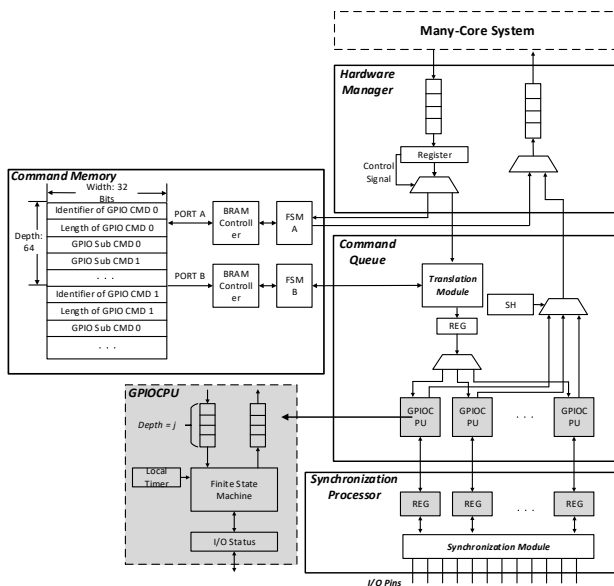 Many-Core System
Hardware
Manager
Register
Control
Signal
Command Memory
Width: 32
Bits
Depth:
64
Identifier of GPIO CMD 0
Length of GPIO CMD 0
GPIO Sub CMD 0
GPIO Sub CMD 1
. . .
Identifier of GPIO CMD 1
Length of GPIO CMD 1
GPIO Sub CMD 0
. . .
PORT A
BRAM
Controll
er
FSM
A
PORT B
BRAM
Controll
er
FSM
B
Command
Queue
Translation
Module
REG
SH
GPIOC
PU
GPIOC
PU
. . .
GPIOC
PU
GPIOCPU
Depth = j
Local
Timer
Finite State
Machine
I/O Status
Synchronization
Processor
REG
REG
. . .
REG
Synchronization Module
I/O Pins